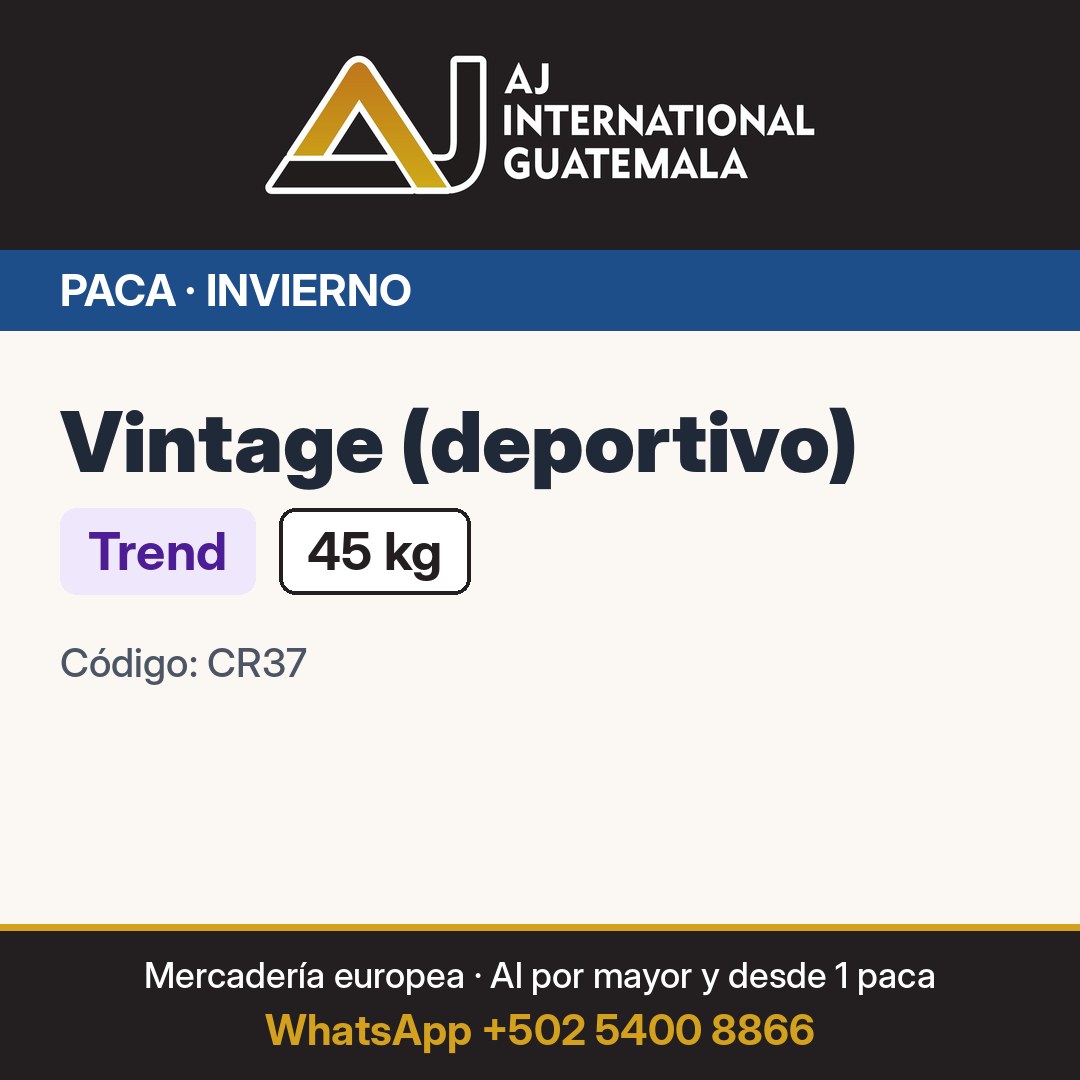 AJ
INTERNATIONAL
GUATEMALA
PACA · INVIERNO
Vintage (deportivo)
Trend
45 kg
Código: CR37
Mercadería europea · Al por mayor y desde 1 paca
WhatsApp +502 5400 8866